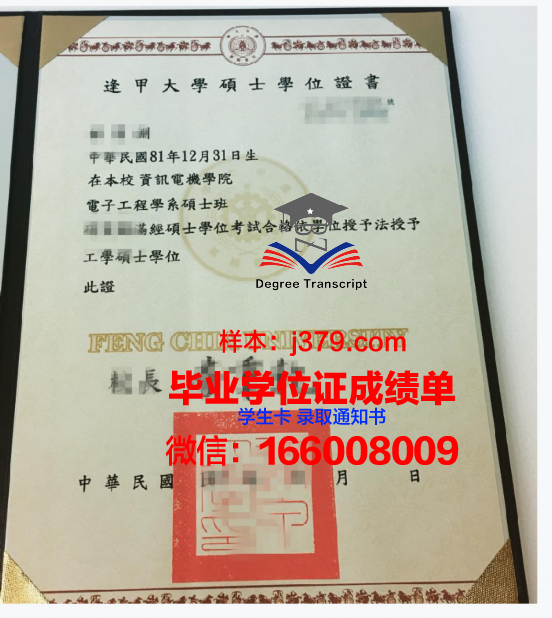 逢甲大學碩士學位證書
號
中華民國81年12月31日生
在本校 資訊電機學院
電子工程學系碩士班
滿經碩士學位考試合格依學位授予法授予
工學碩士學位
此證
Degree Transcript
FENG CHIA UNIVERSITY
样本：j379.com
校長
毕业学位证成绩单
学生卡 录取通知书
微信：166008009
中華民國 月 日